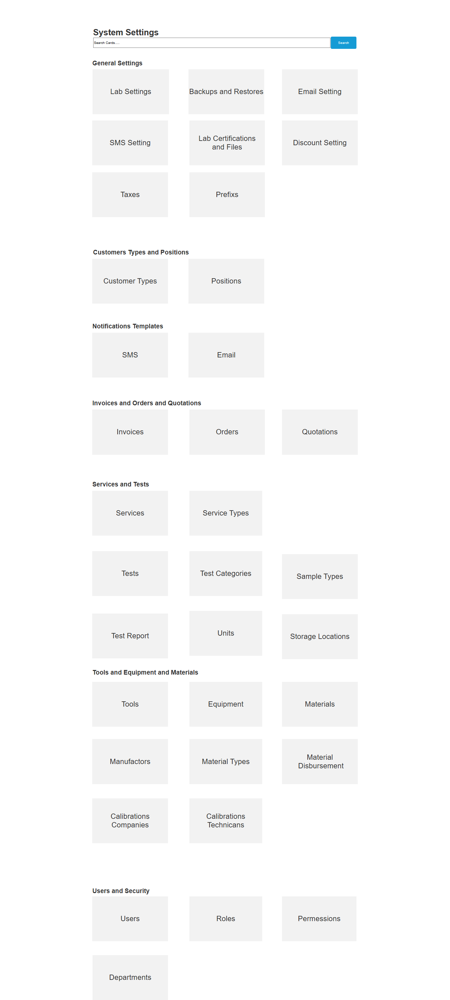 System Settings
Search Cards.....
Search
General Settings
Lab Settings
Backups and Restores
Email Setting
SMS Setting
Lab Certifications
and Files
Discount Setting
Taxes
Prefixs
Customers Types and Positions
Customer Types
Positions
Notifications Templates
SMS
Email
Invoices and Orders and Quotations
Invoices
Orders
Quotations
Services and Tests
Services
Service Types
Tests
Test Categories
Sample Types
Test Report
Units
Storage Locations
Tools and Equipment and Materials
Tools
Equipment
Materials
Manufactors
Material Types
Material
Disbursement
Calibrations
Companies
Calibrations
Technicans
Users and Security
Users
Roles
Permessions
Departments